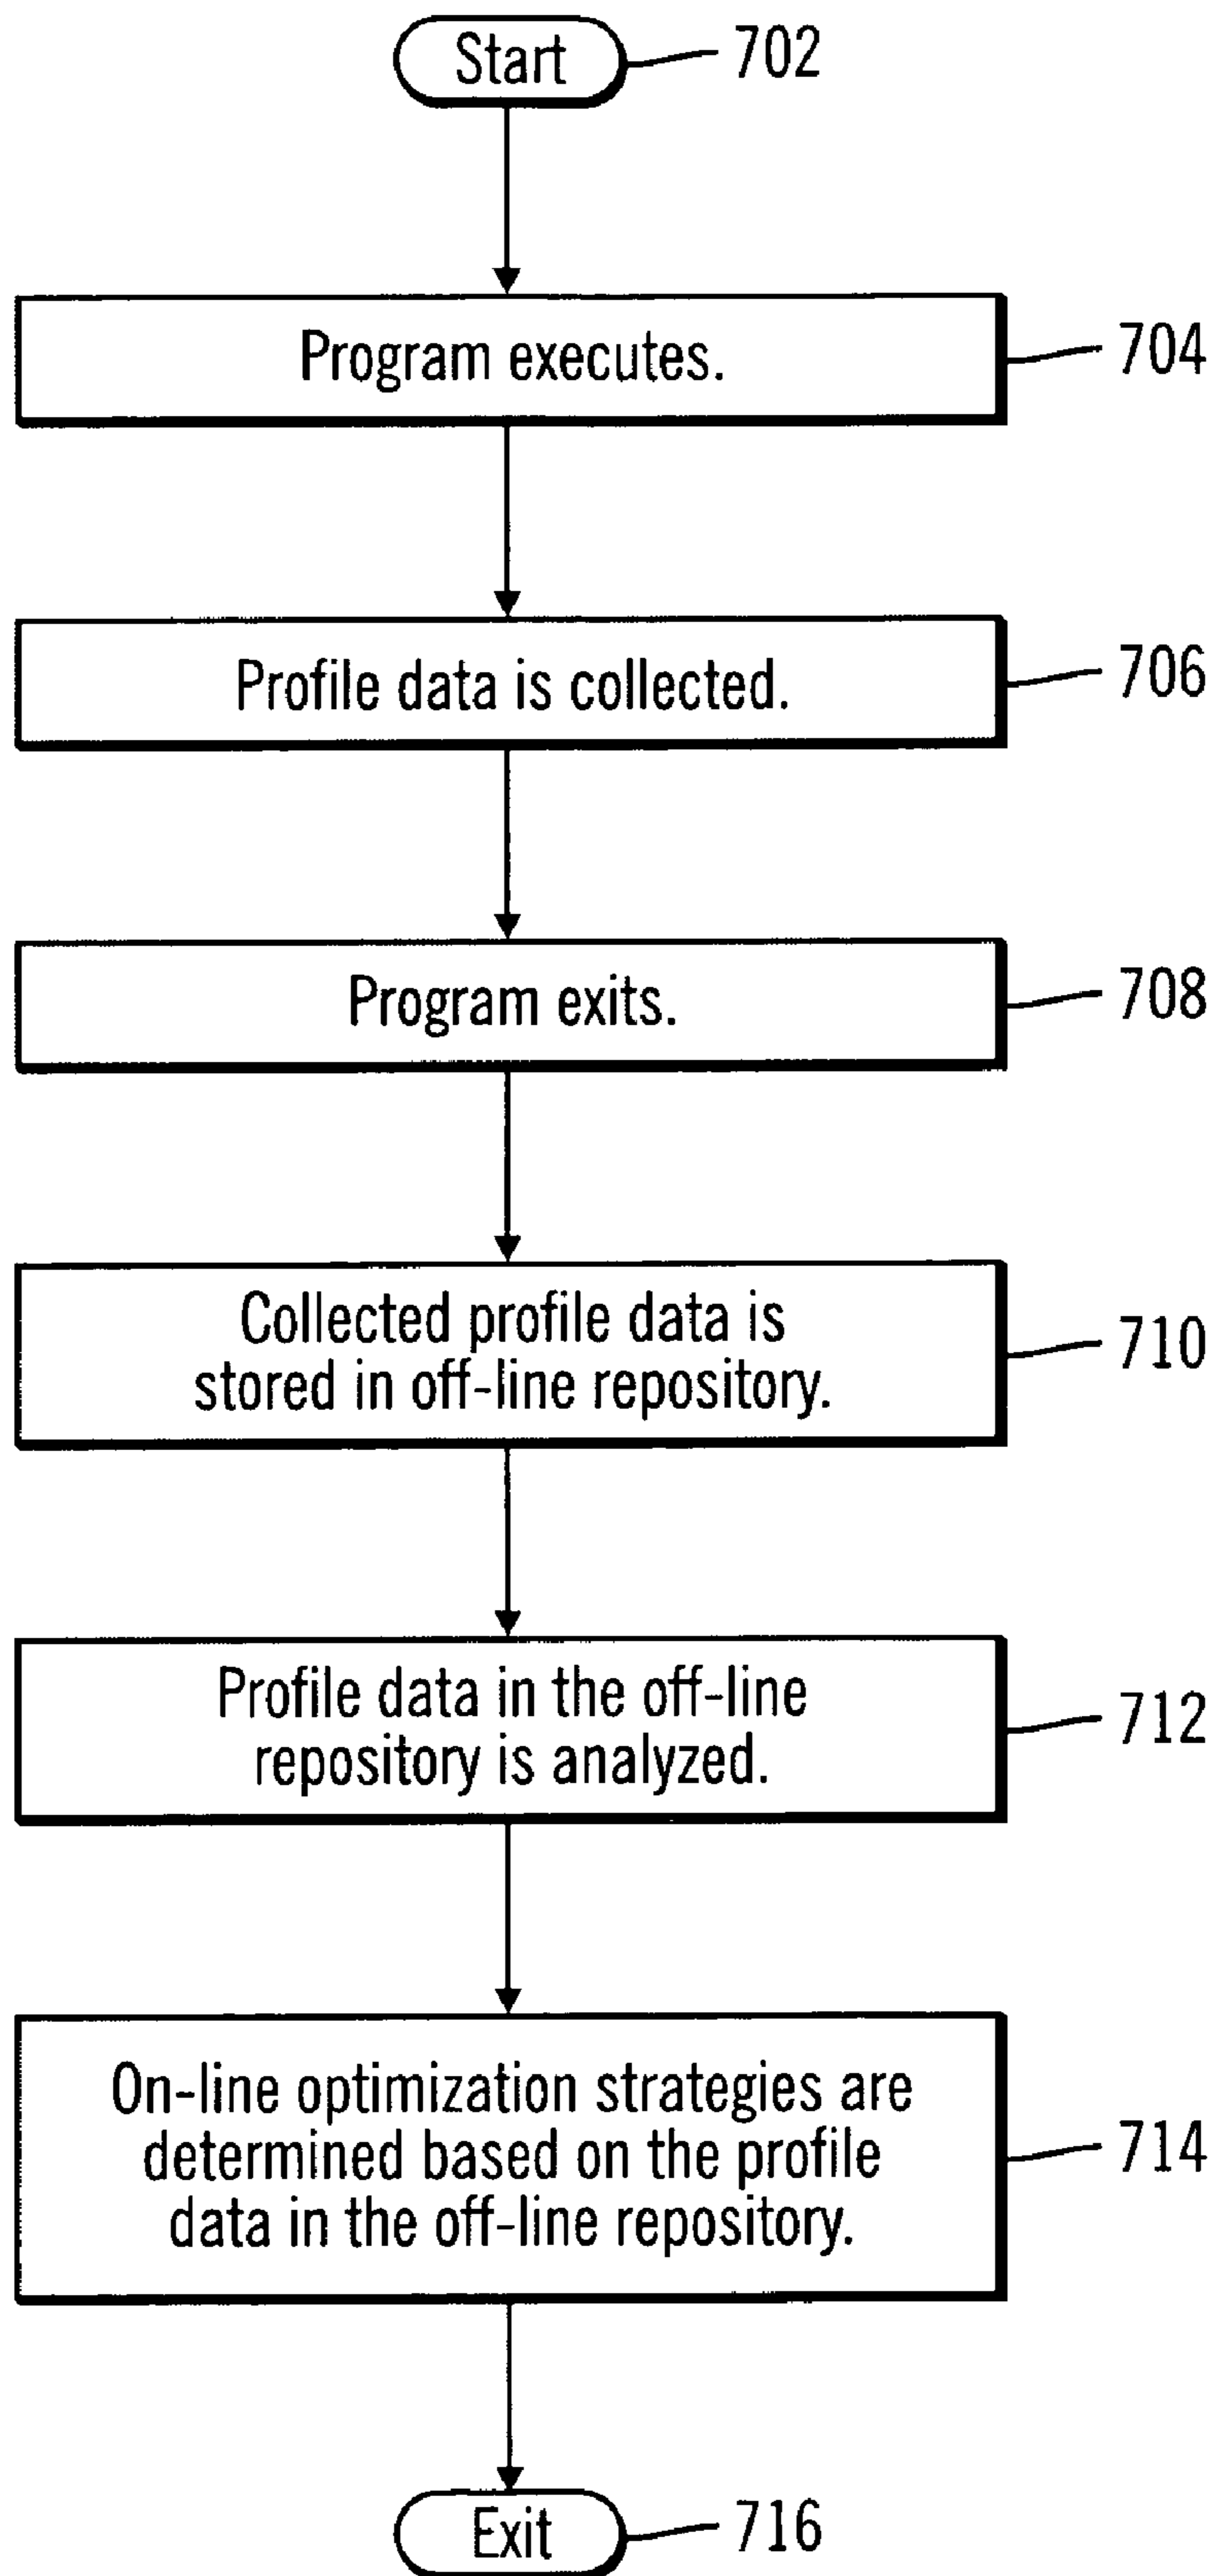 Start
702
Program executes.
704
Profile data is collected.
706
Program exits.
708
Collected profile data is
stored in off-line repository.
710
Profile data in the off-line
repository is analyzed.
712
On-line optimization strategies are
determined based on the profile
data in the off-line repository.
714
Exit
716